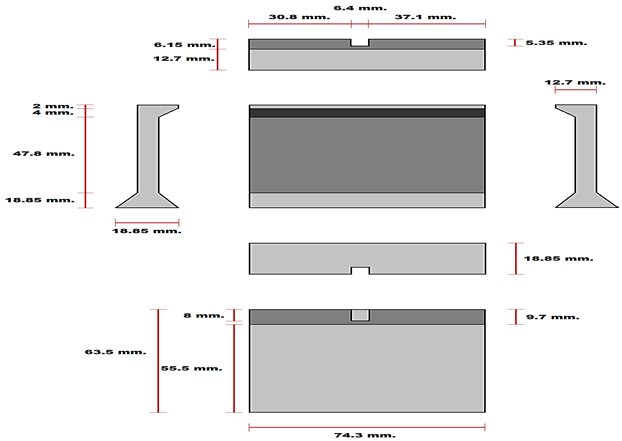 6.4 mm.
30.8 mm. 37.1 mm.
6.15 mm. 5.35 mm.
12.7 mm.
12.7 mm.
2 mm.
4 mm.
47.8 mm.
18.85 mm.
18.85 mm.
18.85 mm.
8 mm. 9.7 mm.
63.5 mm.
55.5 mm.
74.3 mm.